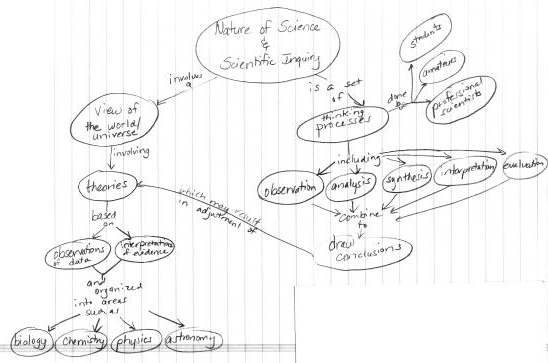 Nature of Science
&
Scientific Inquiry
involves
a
is a set
of
View of
the world/
universe
involving
theories
based
on
observations
of data
interpretations
of evidence
and
organized
into areas
such as
biology
chemistry
physics
astronomy
thinking
processes
done
by
students
amateurs
professional
scientists
including
observation
analysis
synthesis
interpretation
evaluation
combine
to
draw
conclusions
which may result
in adjustment of